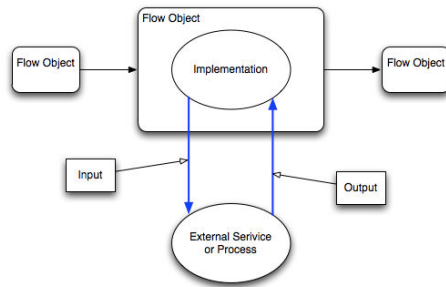 Flow Object
Flow Object
Implementation
Flow Object
Input
Output
External Serivice
or Process